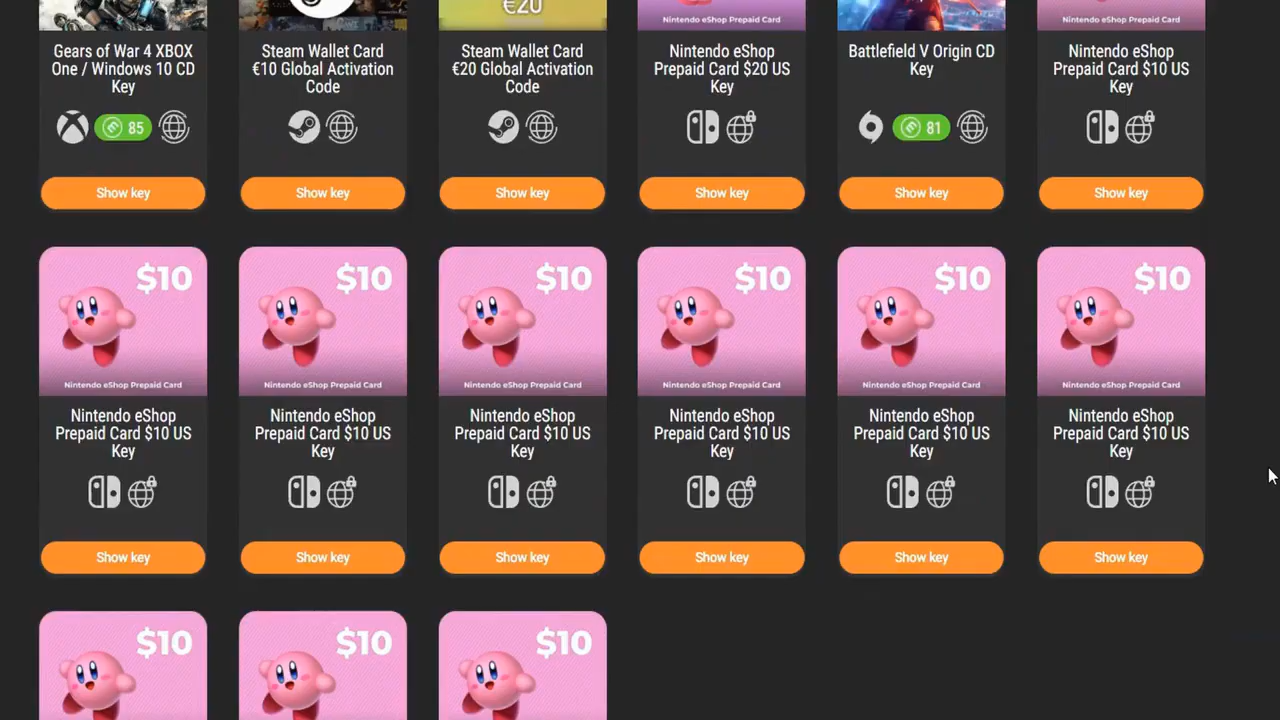 €20
Nintendo eShop Prepaid Card
Nintendo eShop Prepaid Card
Gears of War 4 XBOX
One / Windows 10 CD
Key
Steam Wallet Card
€10 Global Activation
Code
Steam Wallet Card
€20 Global Activation
Code
Nintendo eShop
Prepaid Card $20 US
Key
Battlefield V Origin CD
Key
Nintendo eShop
Prepaid Card $10 US
Key
85
81
Show key
Show key
Show key
Show key
Show key
Show key
$10
$10
$10
$10
$10
$10
Nintendo eShop Prepaid Card
Nintendo eShop Prepaid Card
Nintendo eShop Prepaid Card
Nintendo eShop Prepaid Card
Nintendo eShop Prepaid Card
Nintendo eShop Prepaid Card
Nintendo eShop
Prepaid Card $10 US
Key
Nintendo eShop
Prepaid Card $10 US
Key
Nintendo eShop
Prepaid Card $10 US
Key
Nintendo eShop
Prepaid Card $10 US
Key
Nintendo eShop
Prepaid Card $10 US
Key
Nintendo eShop
Prepaid Card $10 US
Key
Show key
Show key
Show key
Show key
Show key
Show key
$10
$10
$10